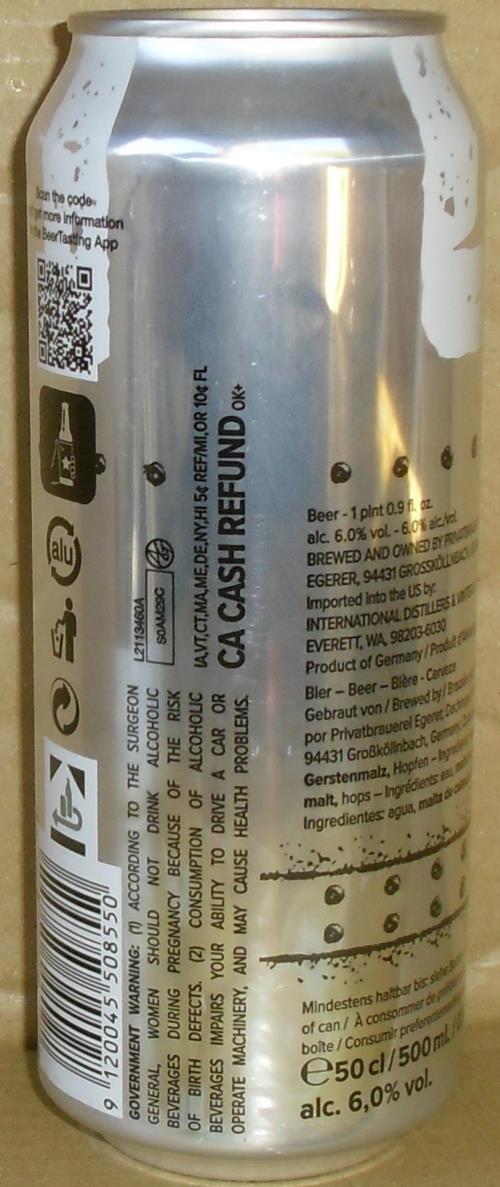 Scan the code
get more information
the BeerTasting App
alu
9 120045 508550
GOVERNMENT WARNING: (1) ACCORDING TO THE SURGEON
GENERAL, WOMEN SHOULD NOT DRINK ALCOHOLIC
BEVERAGES DURING PREGNANCY BECAUSE OF THE RISK
OF BIRTH DEFECTS. (2) CONSUMPTION OF ALCOHOLIC
BEVERAGES IMPAIRS YOUR ABILITY TO DRIVE A CAR OR
OPERATE MACHINERY, AND MAY CAUSE HEALTH PROBLEMS.
L2113460A
S0AM29C
IA,VT,CT,MA,ME,DE,NY,HI 5¢ REF/MI,OR 10¢ FL
CA CASH REFUND OK+
Beer - 1 pint 0.9 fl. oz.
alc. 6.0% vol. - 6.0% alc./vol.
BREWED AND OWNED BY
EGERER, 94431 GROSSKÖLLNBACH,
Imported into the US by:
INTERNATIONAL DISTILLERS &
EVERETT, WA, 98203-6030
Product of Germany / Produit
Bier – Beer – Bière - Cerveza
Gebraut von / Brewed by /
por Privatbrauerei Egerer,
94431 Großköllnbach, Germany,
Gerstenmalz, Hopfen –
malt, hops – Ingrédients: eau,
Ingredientes: agua, malta de
Mindestens haltbar bis: siehe
of can / À consommer de
boîte / Consumir
℮ 50 cl / 500 ml /
alc. 6,0% vol.